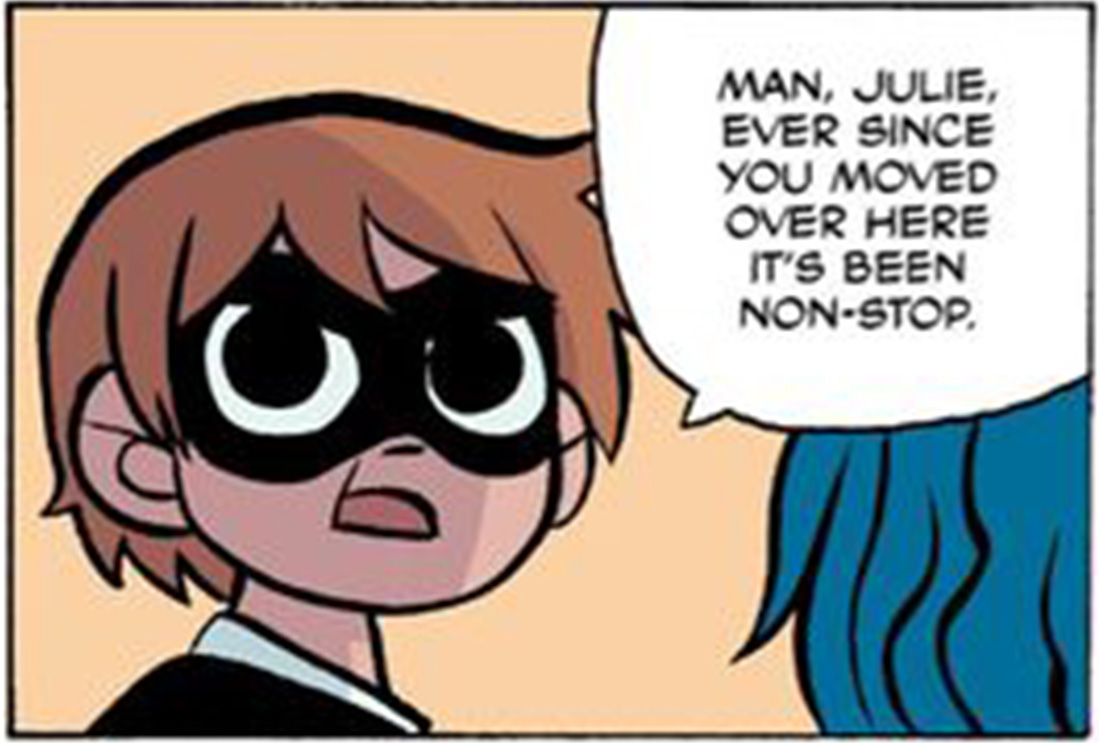 MAN, JULIE,
EVER SINCE
YOU MOVED
OVER HERE
IT'S BEEN
NON-STOP.